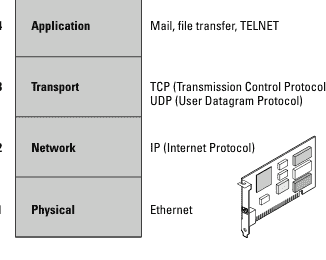 4 Application Mail, file transfer, TELNET
3 Transport TCP (Transmission Control Protocol
UDP (User Datagram Protocol)
2 Network IP (Internet Protocol)
1 Physical Ethernet